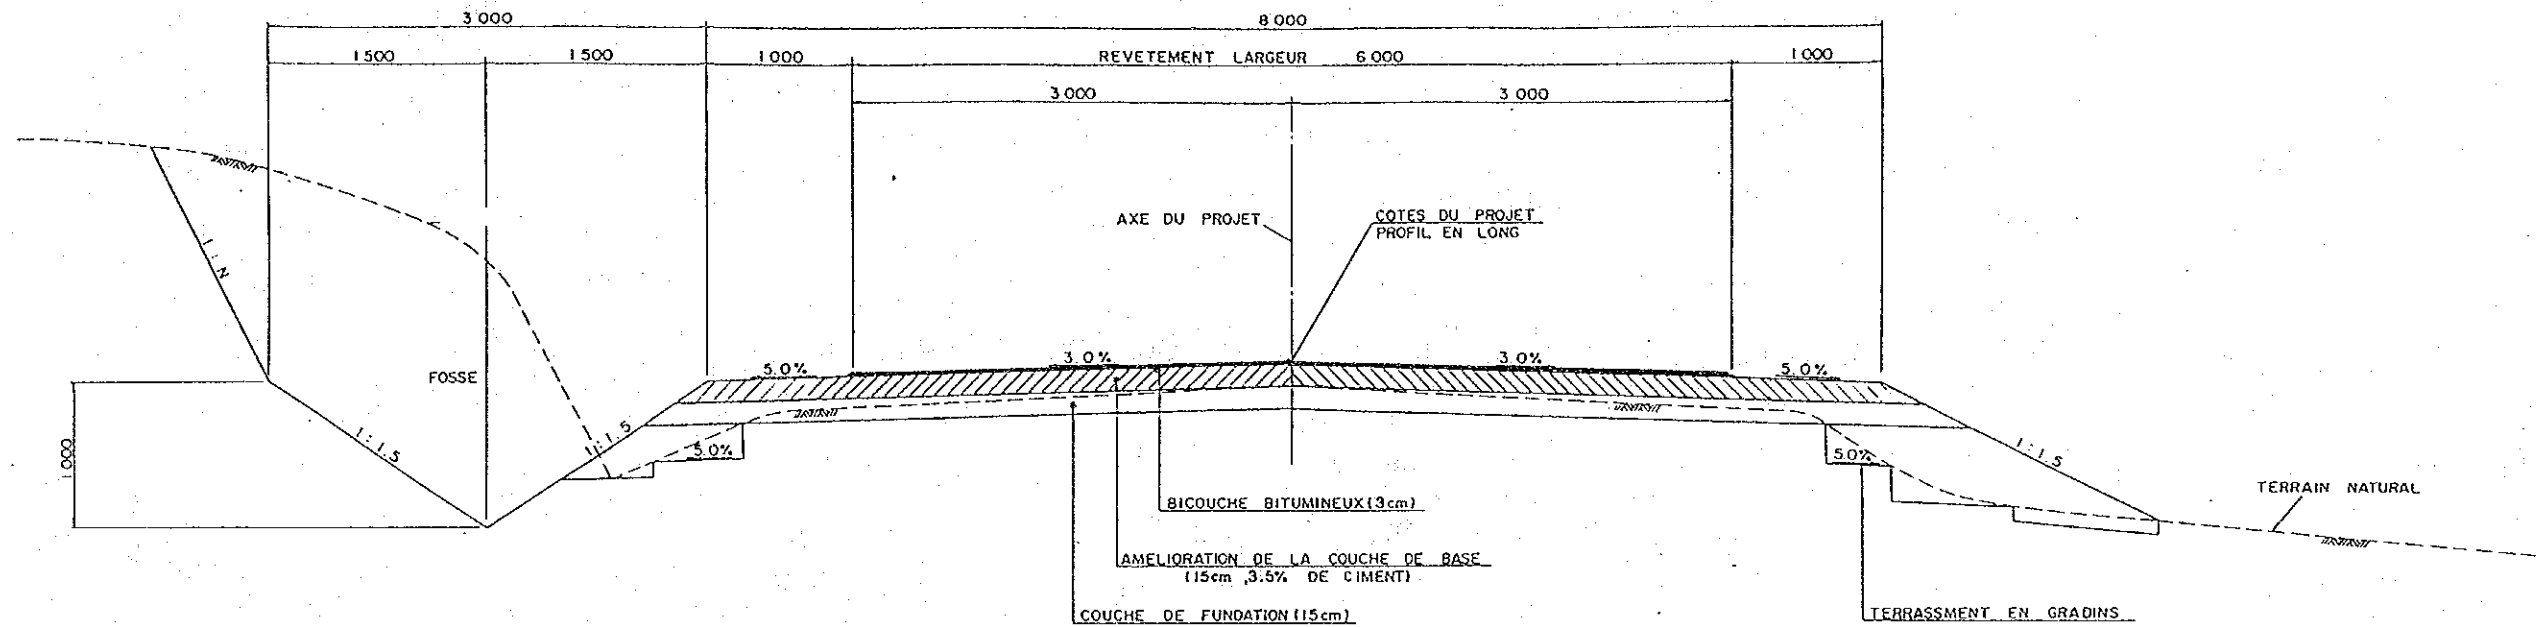 3 000
8 000
1 500
1 500
1 000
REVETEMENT LARGEUR 6 000
1 000
3 000
3 000
AXE DU PROJET
COTES DU PROJET
PROFIL EN LONG
1:N
FOSSE
5.0%
3.0%
3.0%
5.0%
1 000
1:1.5
1:1.5
5.0%
5.0%
1:1.5
TERRAIN NATURAL
BICOUCHE BITUMINEUX (3cm)
AMELIORATION DE LA COUCHE DE BASE
(15cm ,3.5% DE CIMENT)
COUCHE DE FUNDATION (15cm)
TERRASSMENT EN GRADINS